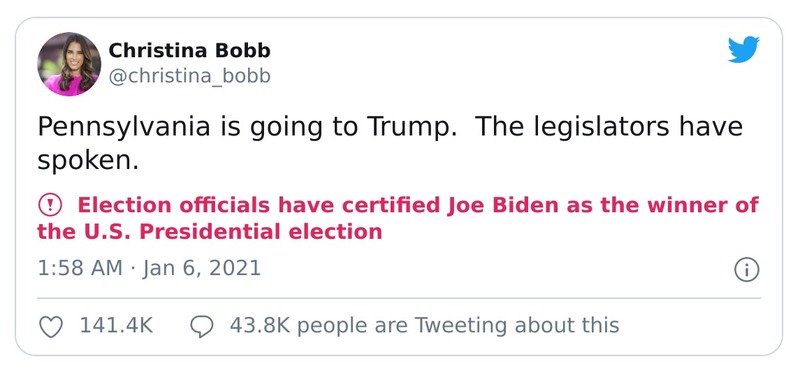 Christina Bobb
@christina_bobb
Pennsylvania is going to Trump.  The legislators have
spoken.
Election officials have certified Joe Biden as the winner of
the U.S. Presidential election
1:58 AM · Jan 6, 2021
141.4K 43.8K people are Tweeting about this